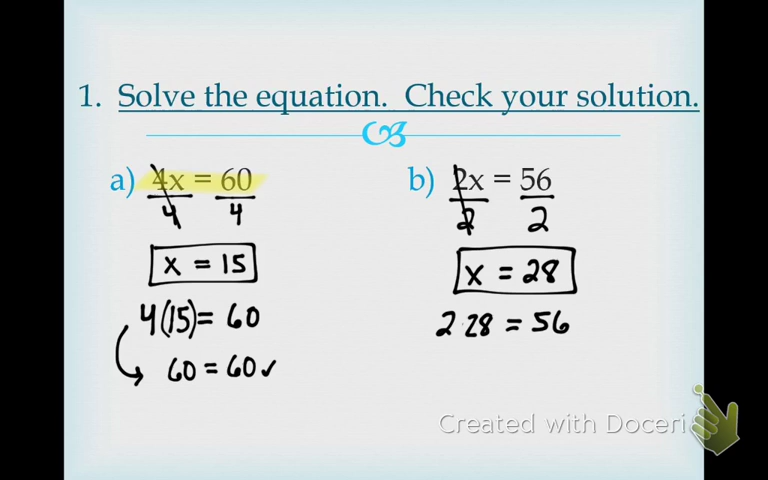 1. Solve the equation. Check your solution.
a) 4x = 60
4 4
x = 15
4(15) = 60
60 = 60 ✓
b) 2x = 56
2 2
x = 28
2·28 = 56
Created with Doceri